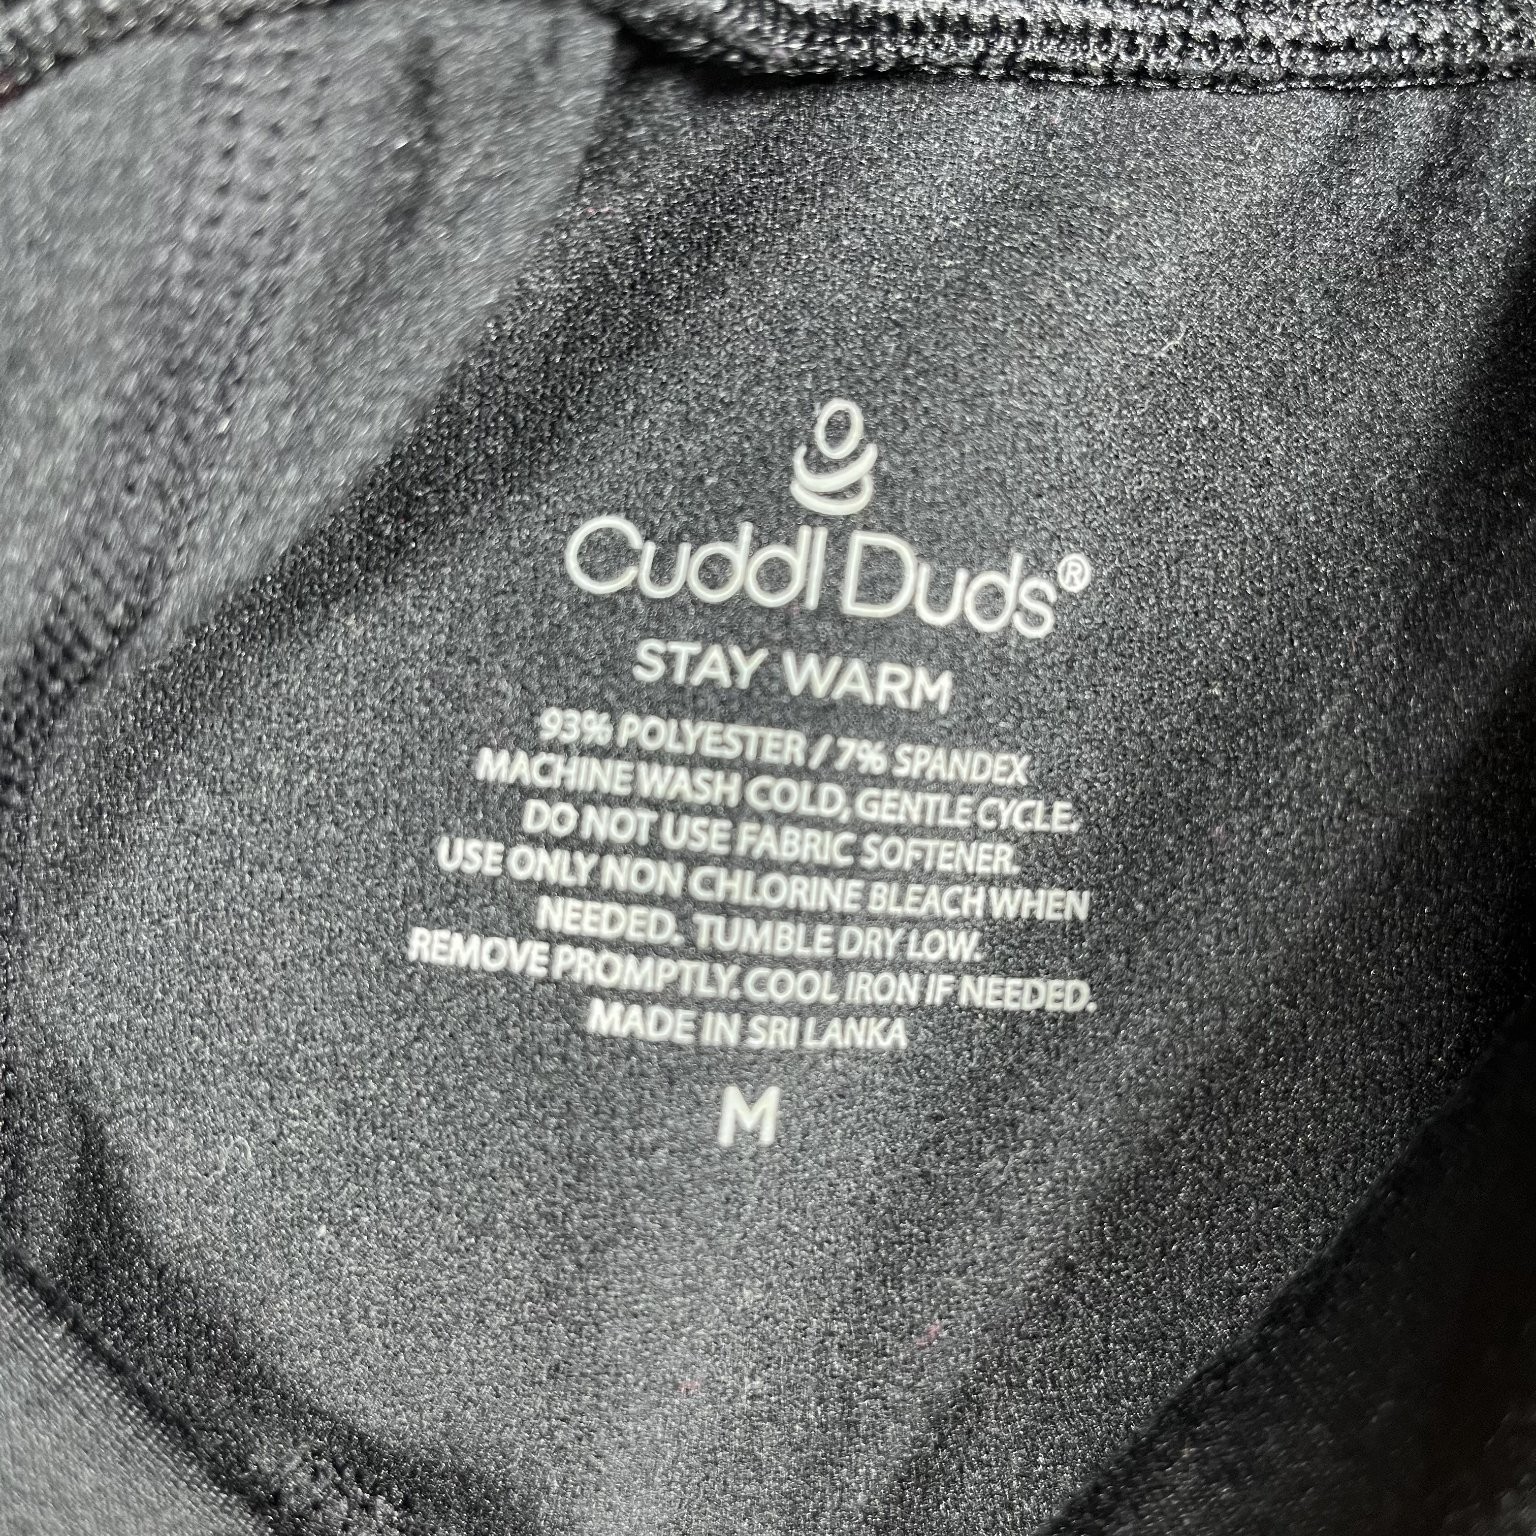 Cuddl Duds®
STAY WARM
93% POLYESTER / 7% SPANDEX
MACHINE WASH COLD, GENTLE CYCLE.
DO NOT USE FABRIC SOFTENER.
USE ONLY NON CHLORINE BLEACH WHEN
NEEDED. TUMBLE DRY LOW.
REMOVE PROMPTLY. COOL IRON IF NEEDED.
MADE IN SRI LANKA
M